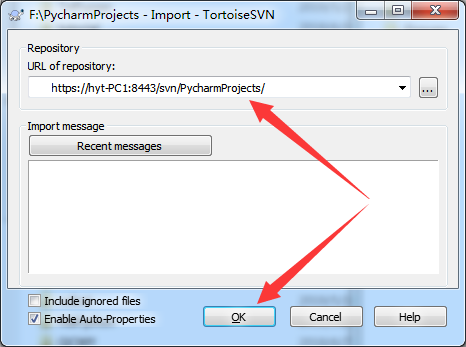 F:\PycharmProjects - Import - TortoiseSVN
Repository
URL of repository:
https://hyt-PC1:8443/svn/PycharmProjects/
...
Import message
Recent messages
Include ignored files
Enable Auto-Properties
OK
Cancel
Help